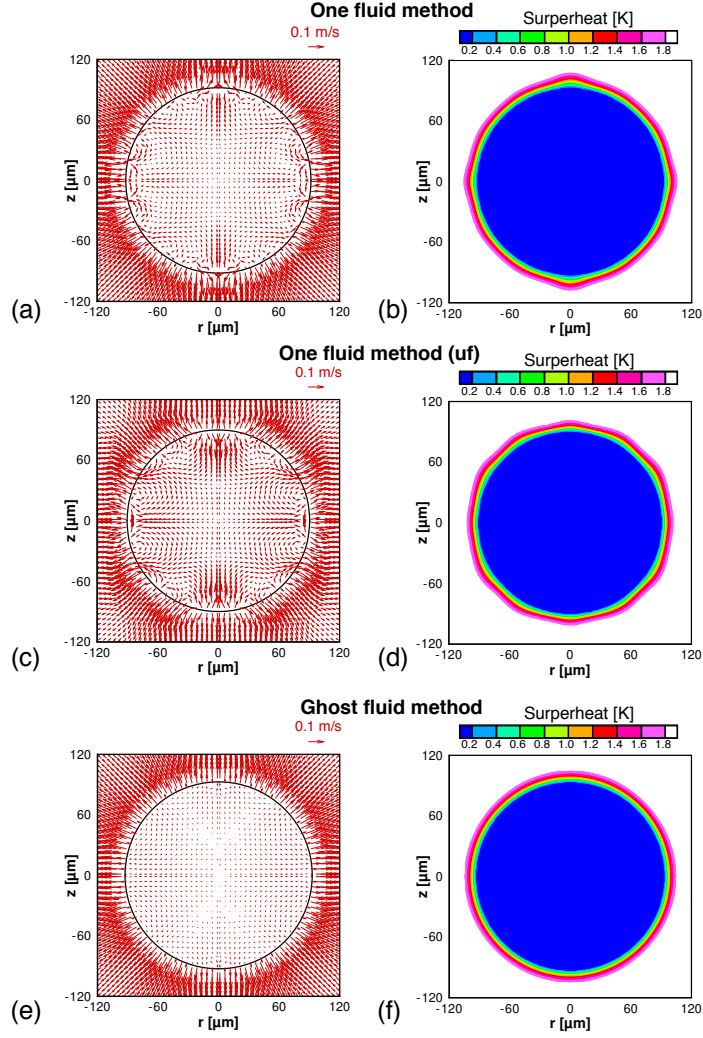 One fluid method
0.1 m/s
Surperheat [K]
0.2 0.6 1.0 1.4 1.8
0.4 0.8 1.2 1.6
120
60
0
-60
-120
z [µm]
-120 -60 0 60 120
r [µm]
(a)
120
60
0
-60
-120
z [µm]
-120 -60 0 60 120
r [µm]
(b)
One fluid method (uf)
0.1 m/s
Surperheat [K]
0.2 0.6 1.0 1.4 1.8
0.4 0.8 1.2 1.6
120
60
0
-60
-120
z [µm]
-120 -60 0 60 120
r [µm]
(c)
120
60
0
-60
-120
z [µm]
-120 -60 0 60 120
r [µm]
(d)
Ghost fluid method
0.1 m/s
Surperheat [K]
0.2 0.4 0.6 0.8 1.0 1.2 1.4 1.6 1.8
120
60
0
-60
-120
z [µm]
-120 -60 0 60 120
r [µm]
(e)
120
60
0
-60
-120
z [µm]
-120 -60 0 60 120
r [µm]
(f)